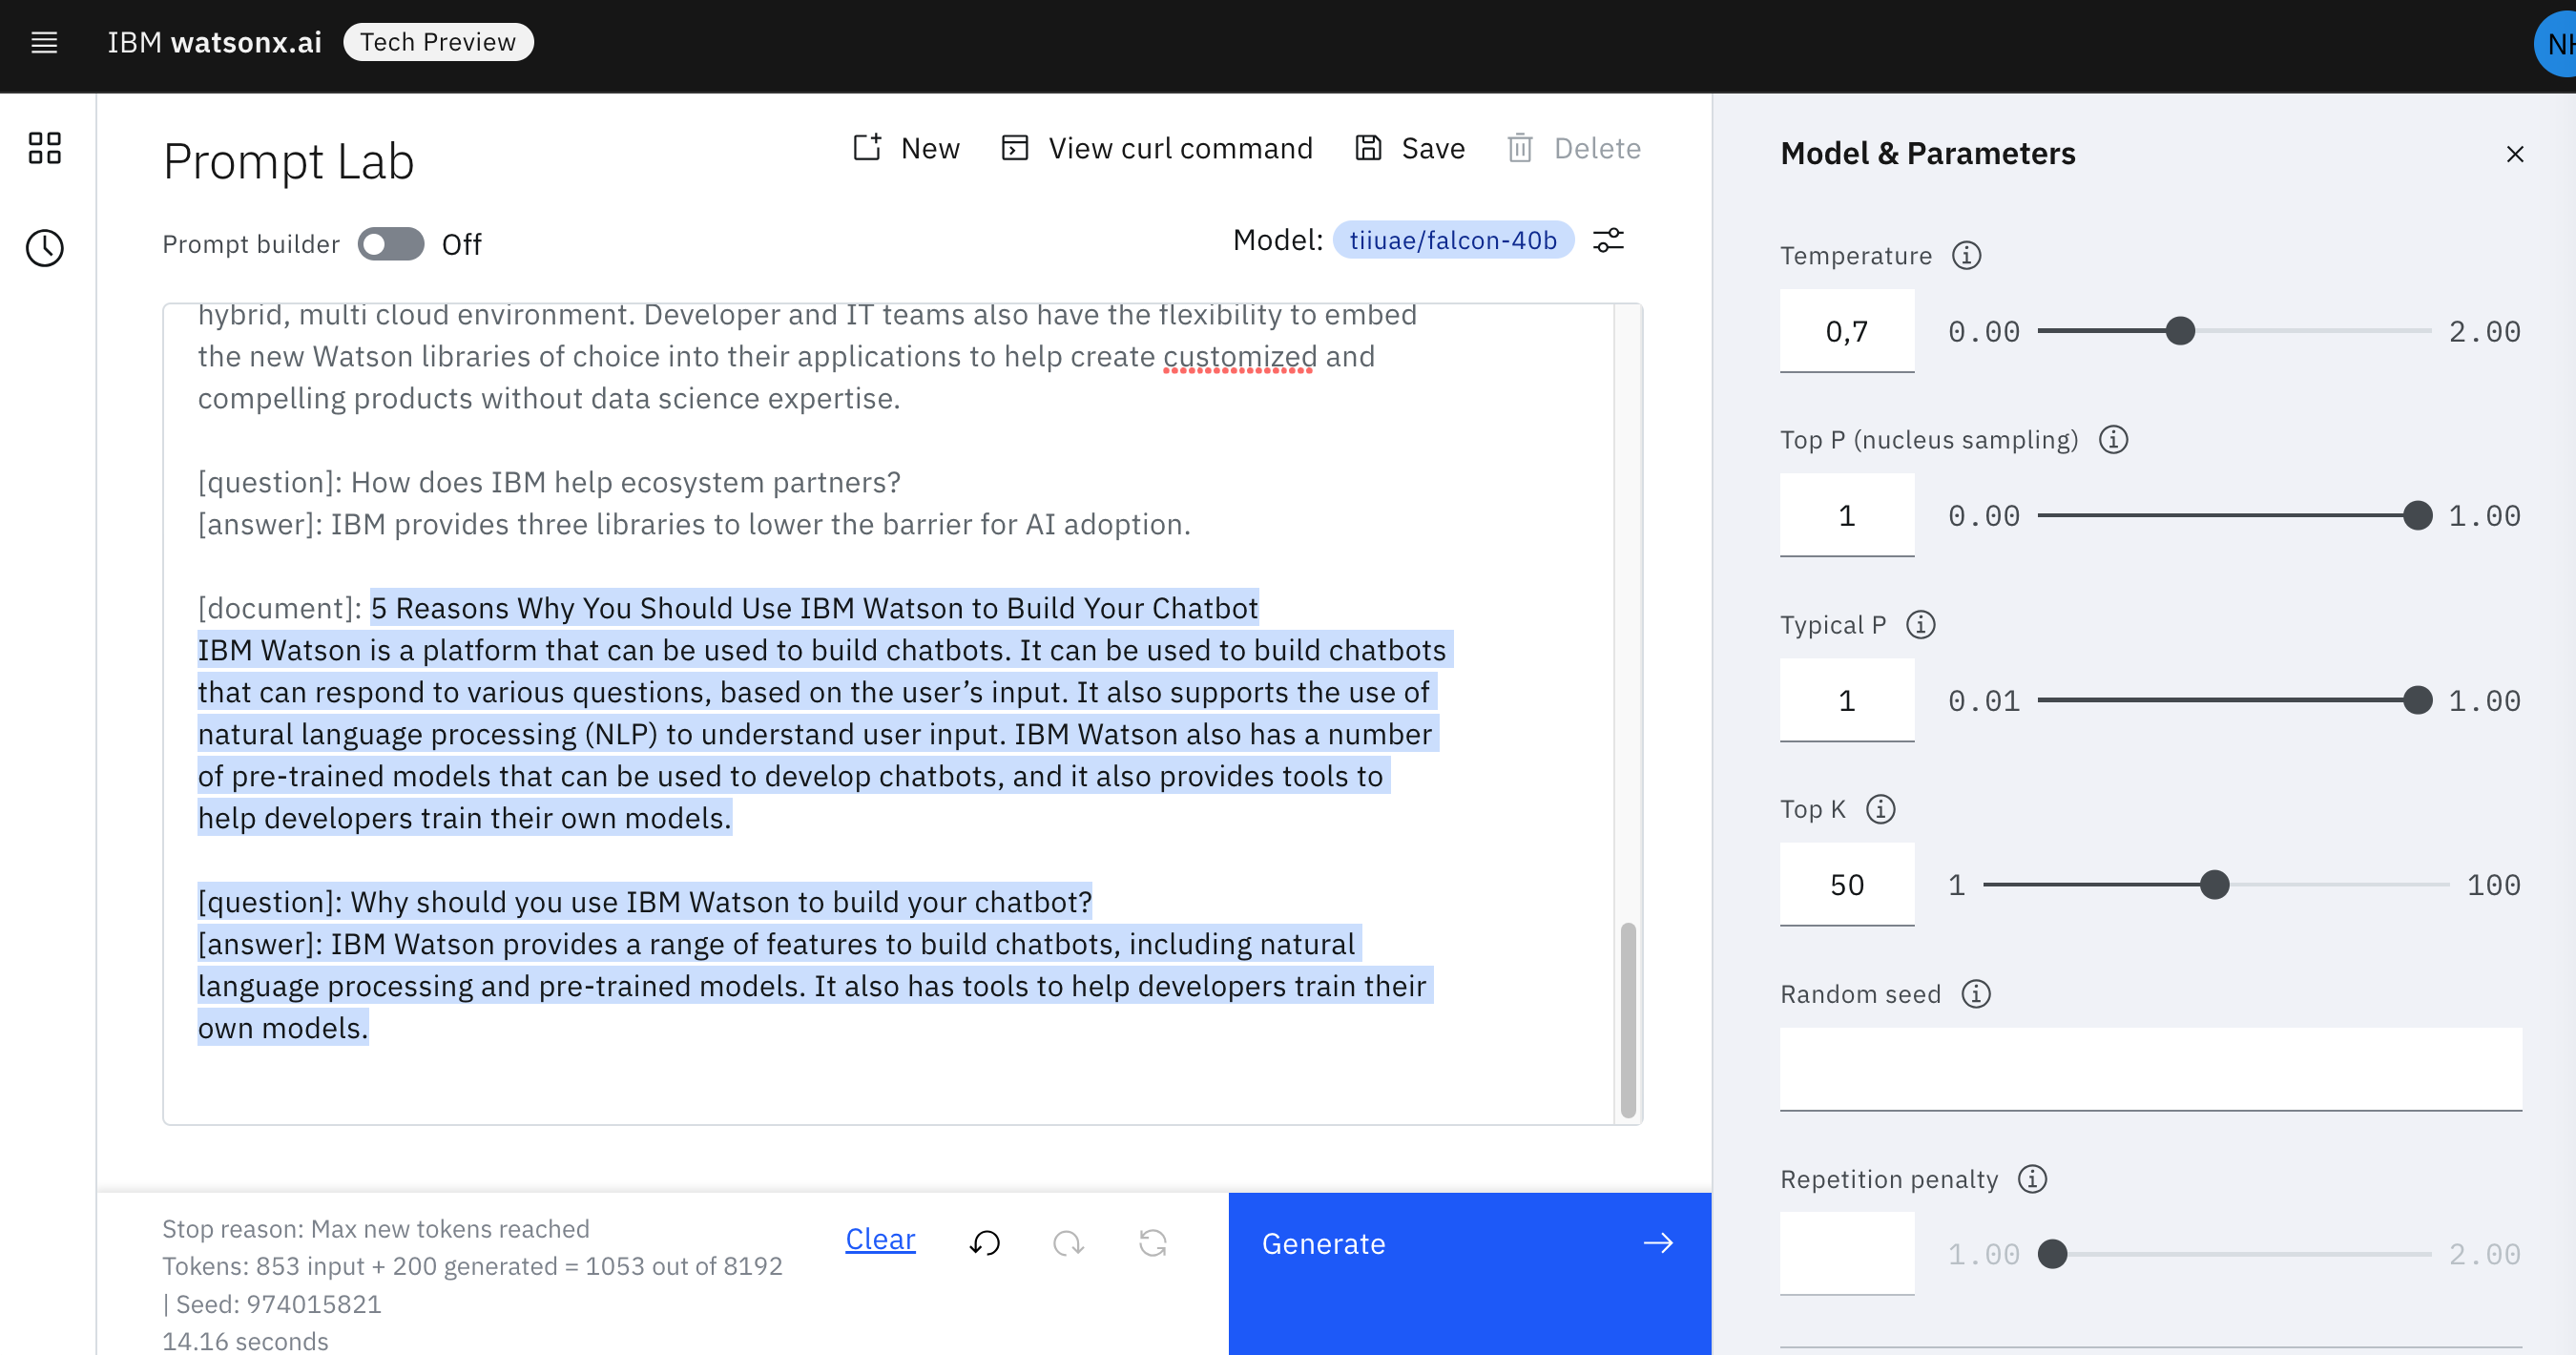 IBM watsonx.ai Tech Preview
Prompt Lab
New View curl command Save Delete
Prompt builder Off
Model: tiiuae/falcon-40b
hybrid, multi cloud environment. Developer and IT teams also have the flexibility to embed
the new Watson libraries of choice into their applications to help create customized and
compelling products without data science expertise.
[question]: How does IBM help ecosystem partners?
[answer]: IBM provides three libraries to lower the barrier for AI adoption.
[document]: 5 Reasons Why You Should Use IBM Watson to Build Your Chatbot
IBM Watson is a platform that can be used to build chatbots. It can be used to build chatbots
that can respond to various questions, based on the user’s input. It also supports the use of
natural language processing (NLP) to understand user input. IBM Watson also has a number
of pre-trained models that can be used to develop chatbots, and it also provides tools to
help developers train their own models.
[question]: Why should you use IBM Watson to build your chatbot?
[answer]: IBM Watson provides a range of features to build chatbots, including natural
language processing and pre-trained models. It also has tools to help developers train their
own models.
Stop reason: Max new tokens reached
Tokens: 853 input + 200 generated = 1053 out of 8192
| Seed: 974015821
14.16 seconds
Clear
Generate
Model & Parameters
Temperature
0,7 0.00 2.00
Top P (nucleus sampling)
1 0.00 1.00
Typical P
1 0.01 1.00
Top K
50 1 100
Random seed
Repetition penalty
1.00 2.00